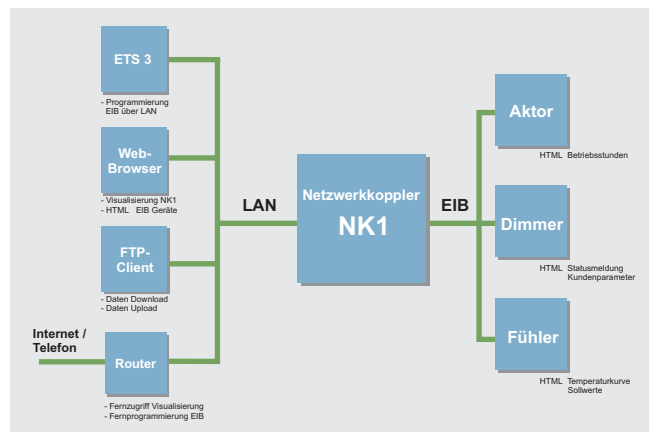 ETS 3
- Programmierung
EIB über LAN
Web-
Browser
- Visualisierung NK1
- HTML EIB Geräte
FTP-
Client
- Daten Download
- Daten Upload
Internet /
Telefon
Router
- Fernzugriff Visualisierung
- Fernprogrammierung EIB
LAN
Netzwerkkoppler
NK1
EIB
Aktor
HTML Betriebsstunden
Dimmer
HTML Statusmeldung
Kundenparameter
Fühler
HTML Temperaturkurve
Sollwerte